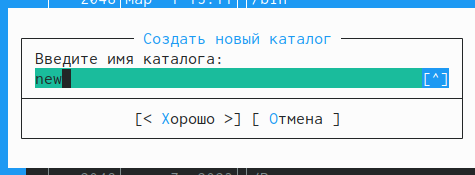 Создать новый каталог
Введите имя каталога:
new [^]
[< Хорошо >] [ Отмена ]